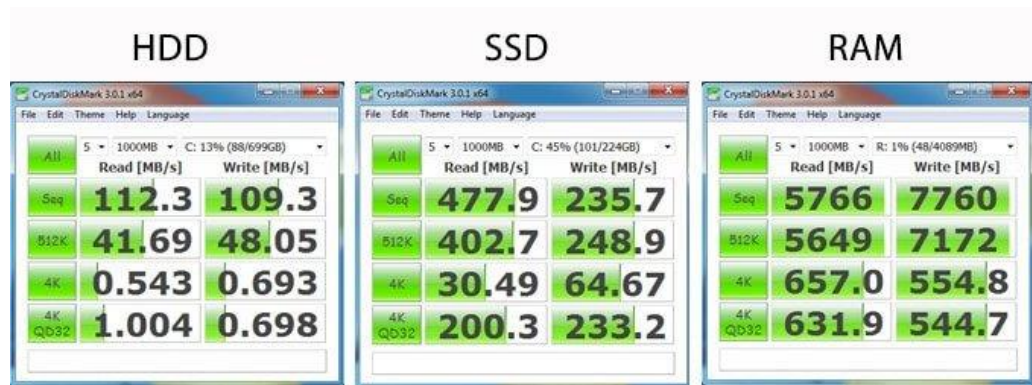 HDD
CrystalDiskMark 3.0.1 x64
File Edit Theme Help Language
All
5 1000MB C: 13% (88/699GB)
Read [MB/s] Write [MB/s]
Seq 112.3 109.3
512K 41.69 48.05
4K 0.543 0.693
4K
QD32 1.004 0.698
SSD
CrystalDiskMark 3.0.1 x64
File Edit Theme Help Language
All
5 1000MB C: 45% (101/224GB)
Read [MB/s] Write [MB/s]
Seq 477.9 235.7
512K 402.7 248.9
4K 30.49 64.67
4K
QD32 200.3 233.2
RAM
CrystalDiskMark 3.0.1 x64
File Edit Theme Help Language
All
5 1000MB R: 1% (48/4089MB)
Read [MB/s] Write [MB/s]
Seq 5766 7760
512K 5649 7172
4K 657.0 554.8
4K
QD32 631.9 544.7